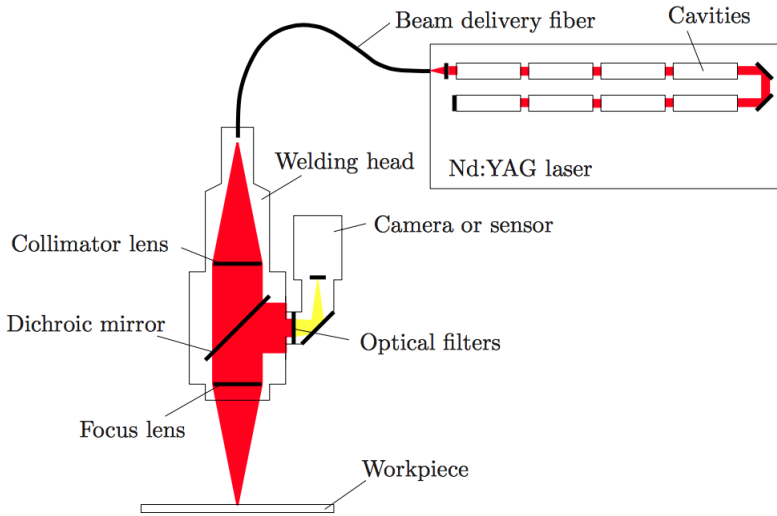 Beam delivery fiber
Cavities
Welding head
Nd:YAG laser
Camera or sensor
Collimator lens
Dichroic mirror
Optical filters
Focus lens
Workpiece